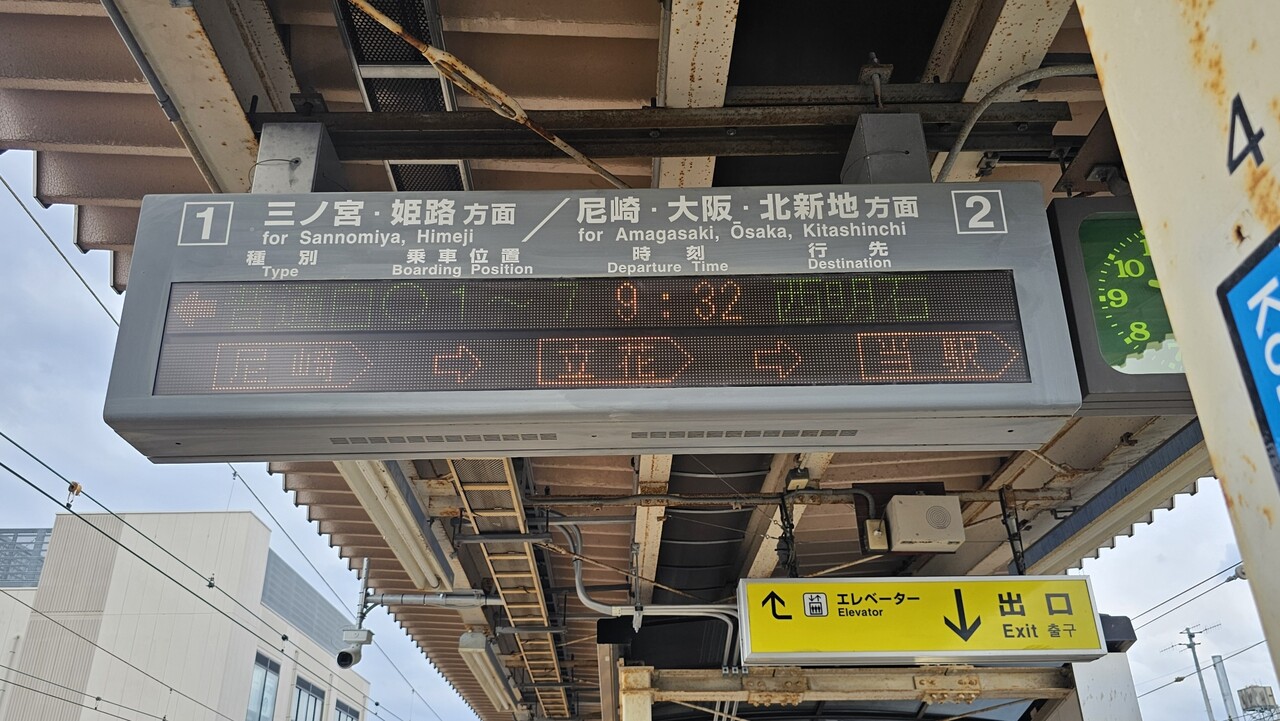 1 三ノ宮・姫路方面 ／ 尼崎・大阪・北新地方面 2
for Sannomiya, Himeji for Amagasaki, Ōsaka, Kitashinchi
種別 乗車位置 時刻 行先
Type Boarding Position Departure Time Destination
← 9:32
尼崎 ⇨ 立花 ⇨ 当駅
10
9
8
4
エレベーター
Elevator
出口
Exit 출구